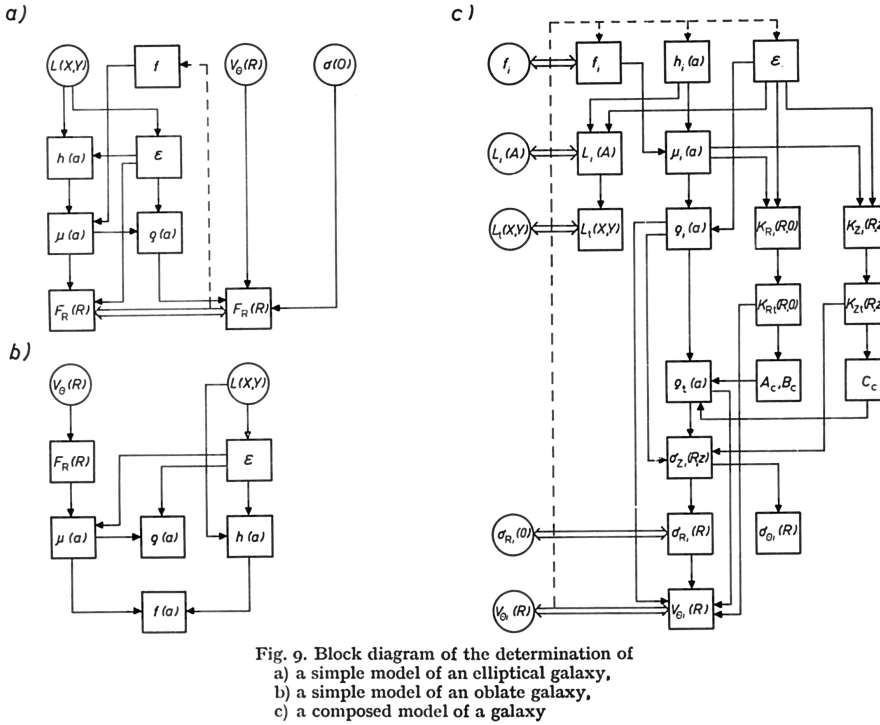 a)
L(X,Y) f V_Θ(R) σ(0)
h(a) ε
μ(a) ϱ(a)
F_R(R) F_R(R)
b)
V_Θ(R) L(X,Y)
F_R(R) ε
μ(a) ϱ(a) h(a)
f(a)
c)
f_i f_i h_i(a) ε
L_i(A) L_i(A) μ_i(a)
L_t(X,Y) L_t(X,Y) ϱ_i(a) K_Ri(R,0) K_Zi(R,z)
K_Rt(R,0) K_Zt(R,z)
ϱ_t(a) A_c,B_c C_c
σ_Zi(R,z)
σ_Ri(0) σ_Ri(R) σ_Θi(R)
V_Θi(R) V_Θi(R)
Fig. 9. Block diagram of the determination of
a) a simple model of an elliptical galaxy,
b) a simple model of an oblate galaxy,
c) a composed model of a galaxy